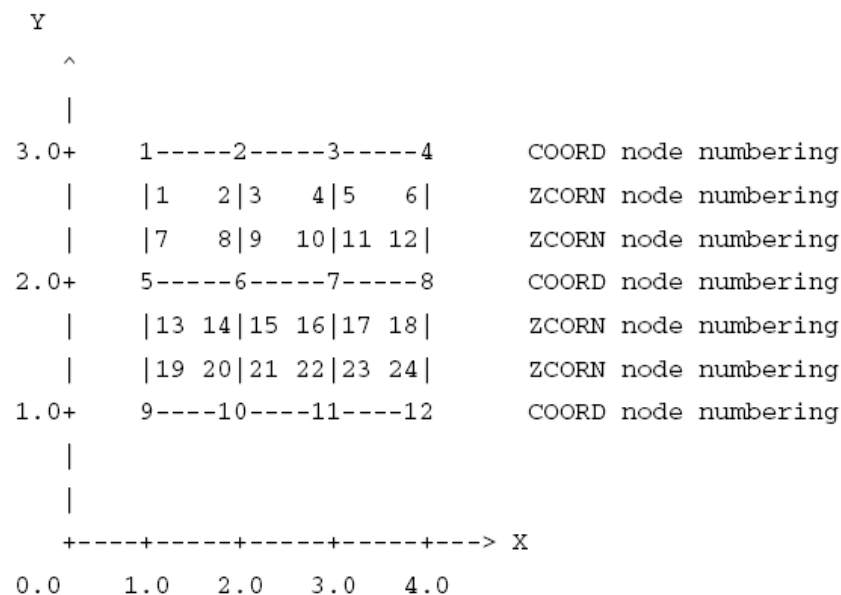 Y
^
|
3.0+ 1-----2-----3-----4 COORD node numbering
| |1 2|3 4|5 6| ZCORN node numbering
| |7 8|9 10|11 12| ZCORN node numbering
2.0+ 5-----6-----7-----8 COORD node numbering
| |13 14|15 16|17 18| ZCORN node numbering
| |19 20|21 22|23 24| ZCORN node numbering
1.0+ 9----10----11----12 COORD node numbering
|
|
+----+-----+-----+-----+---> X
0.0 1.0 2.0 3.0 4.0